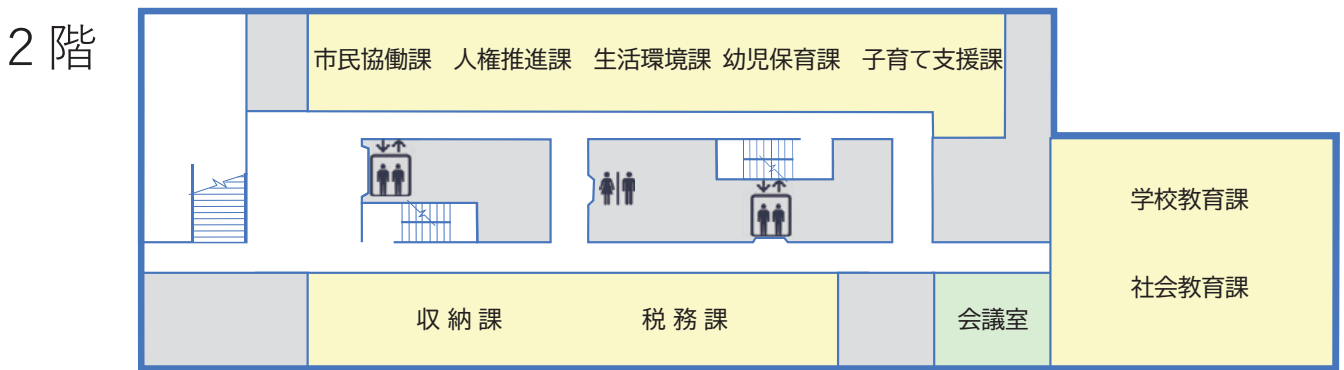 2階
市民協働課 人権推進課 生活環境課 幼児保育課 子育て支援課
学校教育課
社会教育課
収納課 税務課 会議室